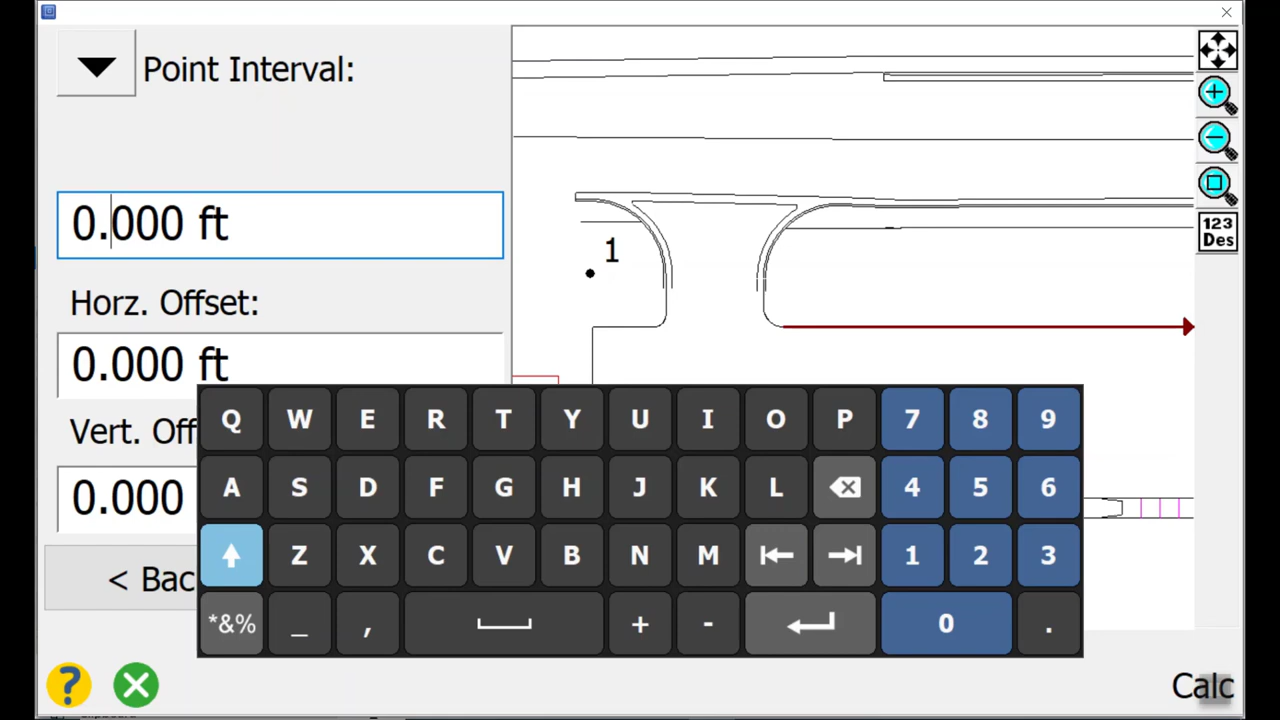 Point Interval:
0.000 ft
Horz. Offset:
0.000 ft
Vert. Off
0.000
< Bac
1
123
Des
Q W E R T Y U I O P 7 8 9
A S D F G H J K L 4 5 6
Z X C V B N M 1 2 3
*&% _ , + - 0 .
?
Calc